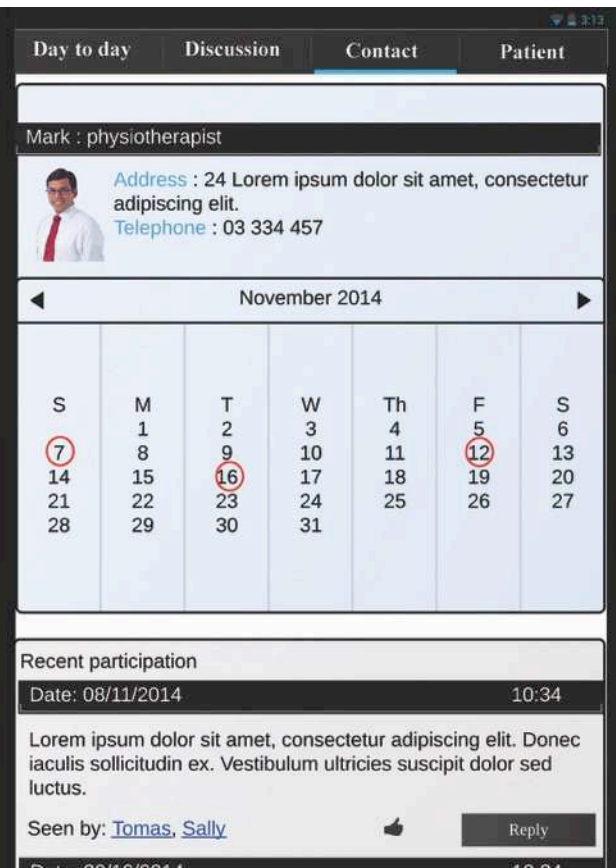 3:13
Day to day Discussion Contact Patient
Mark : physiotherapist
Address : 24 Lorem ipsum dolor sit amet, consectetur
adipiscing elit.
Telephone : 03 334 457
November 2014
S M T W Th F S
1 2 3 4 5 6
7 8 9 10 11 12 13
14 15 16 17 18 19 20
21 22 23 24 25 26 27
28 29 30 31
Recent participation
Date: 08/11/2014 10:34
Lorem ipsum dolor sit amet, consectetur adipiscing elit. Donec
iaculis sollicitudin ex. Vestibulum ultricies suscipit dolor sed
luctus.
Seen by: Tomas, Sally Reply